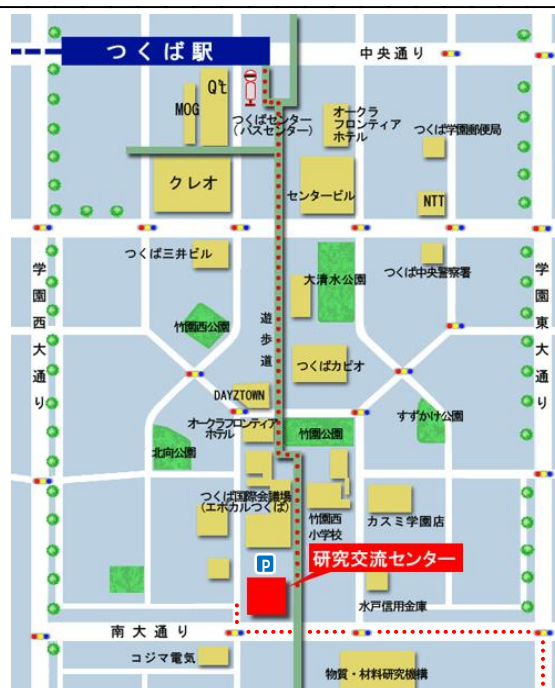 つくば駅
中央通り
Q't
MOG
つくばセンター
(バスセンター)
オークラ
フロンティア
ホテル
つくば学園郵便局
クレオ
センタービル
NTT
つくば三井ビル
大清水公園
つくば中央警察署
学園西大通り
学園東大通り
竹園西公園
遊歩道
つくばカピオ
DAYZTOWN
オークラフロンティア
ホテル
竹園公園
すずかけ公園
北向公園
つくば国際会議場
(エポカルつくば)
竹園西
小学校
カスミ学園店
P
研究交流センター
水戸信用金庫
南大通り
コジマ電気
物質・材料研究機構